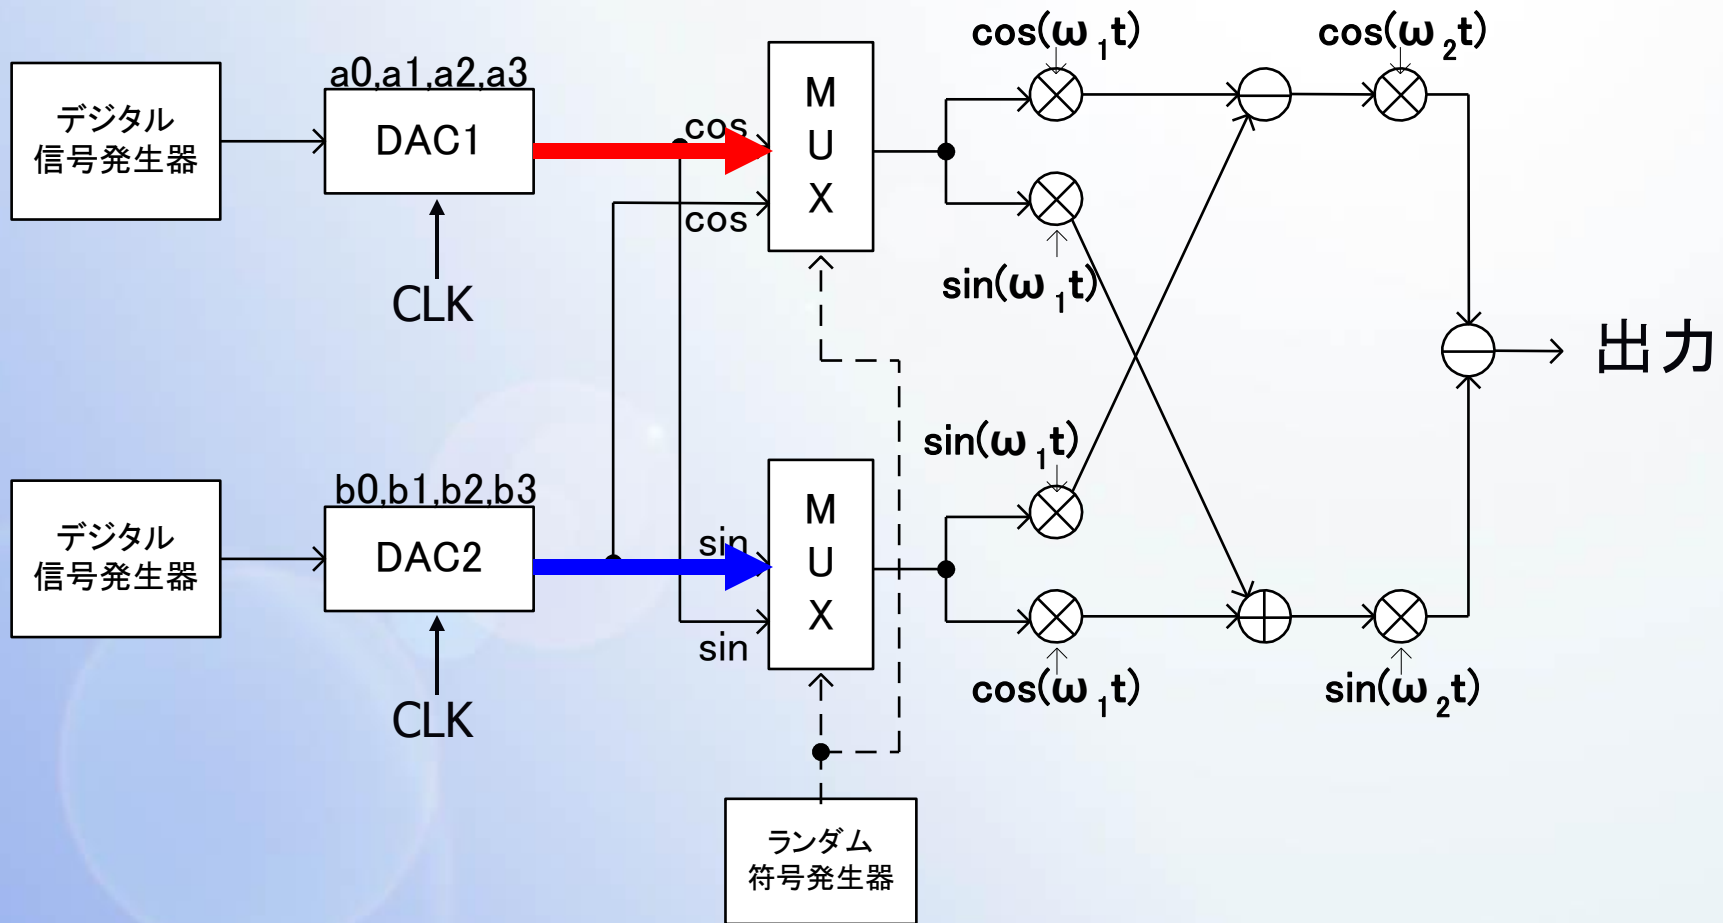 cos(ω₁t)
cos(ω₂t)
デジタル
信号発生器
a0,a1,a2,a3
DAC1
CLK
cos
cos
M
U
X
sin(ω₁t)
出力
デジタル
信号発生器
b0,b1,b2,b3
DAC2
CLK
sin
sin
M
U
X
sin(ω₁t)
cos(ω₁t)
sin(ω₂t)
ランダム
符号発生器